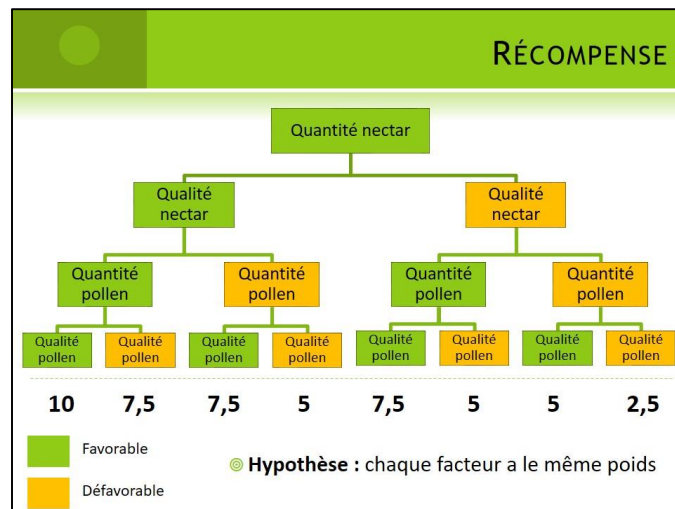 RÉCOMPENSE
Quantité nectar
Qualité
nectar
Qualité
nectar
Quantité
pollen
Quantité
pollen
Quantité
pollen
Quantité
pollen
Qualité
pollen
Qualité
pollen
Qualité
pollen
Qualité
pollen
Qualité
pollen
Qualité
pollen
Qualité
pollen
Qualité
pollen
10 7,5 7,5 5 7,5 5 5 2,5
Favorable
Hypothèse : chaque facteur a le même poids
Défavorable